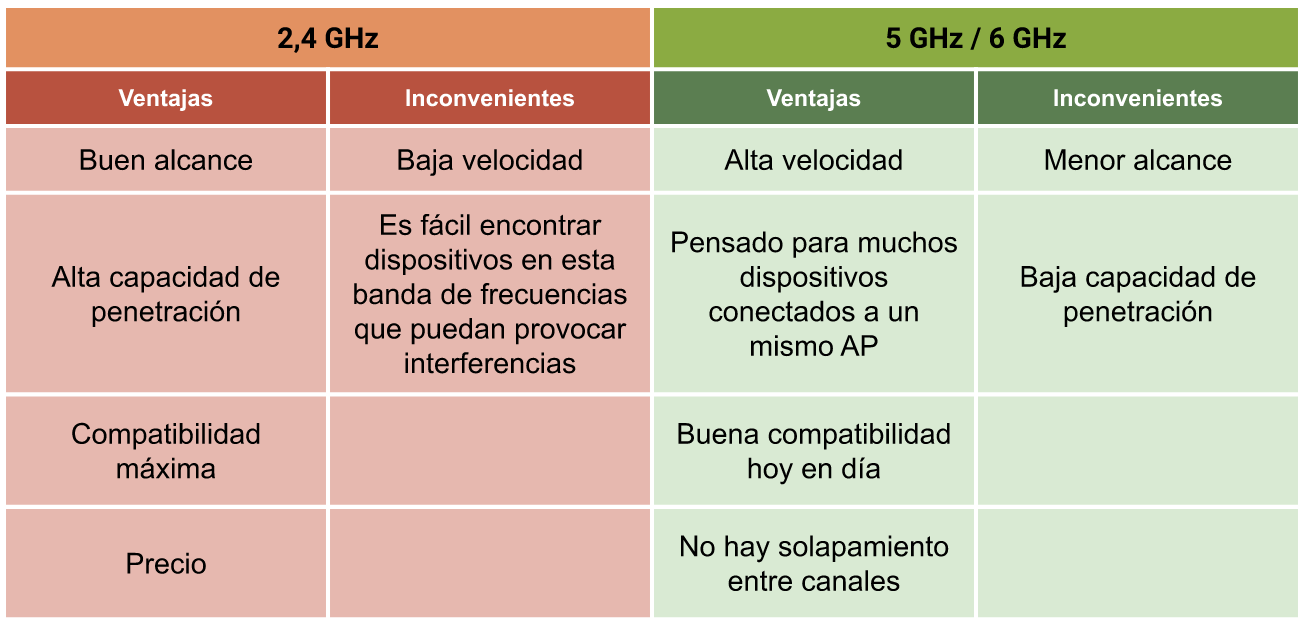 2,4 GHz
5 GHz / 6 GHz
Ventajas
Inconvenientes
Ventajas
Inconvenientes
Buen alcance
Baja velocidad
Alta velocidad
Menor alcance
Alta capacidad de
penetración
Es fácil encontrar
dispositivos en esta
banda de frecuencias
que puedan provocar
interferencias
Pensado para muchos
dispositivos
conectados a un
mismo AP
Baja capacidad de
penetración
Compatibilidad
máxima
Buena compatibilidad
hoy en día
Precio
No hay solapamiento
entre canales